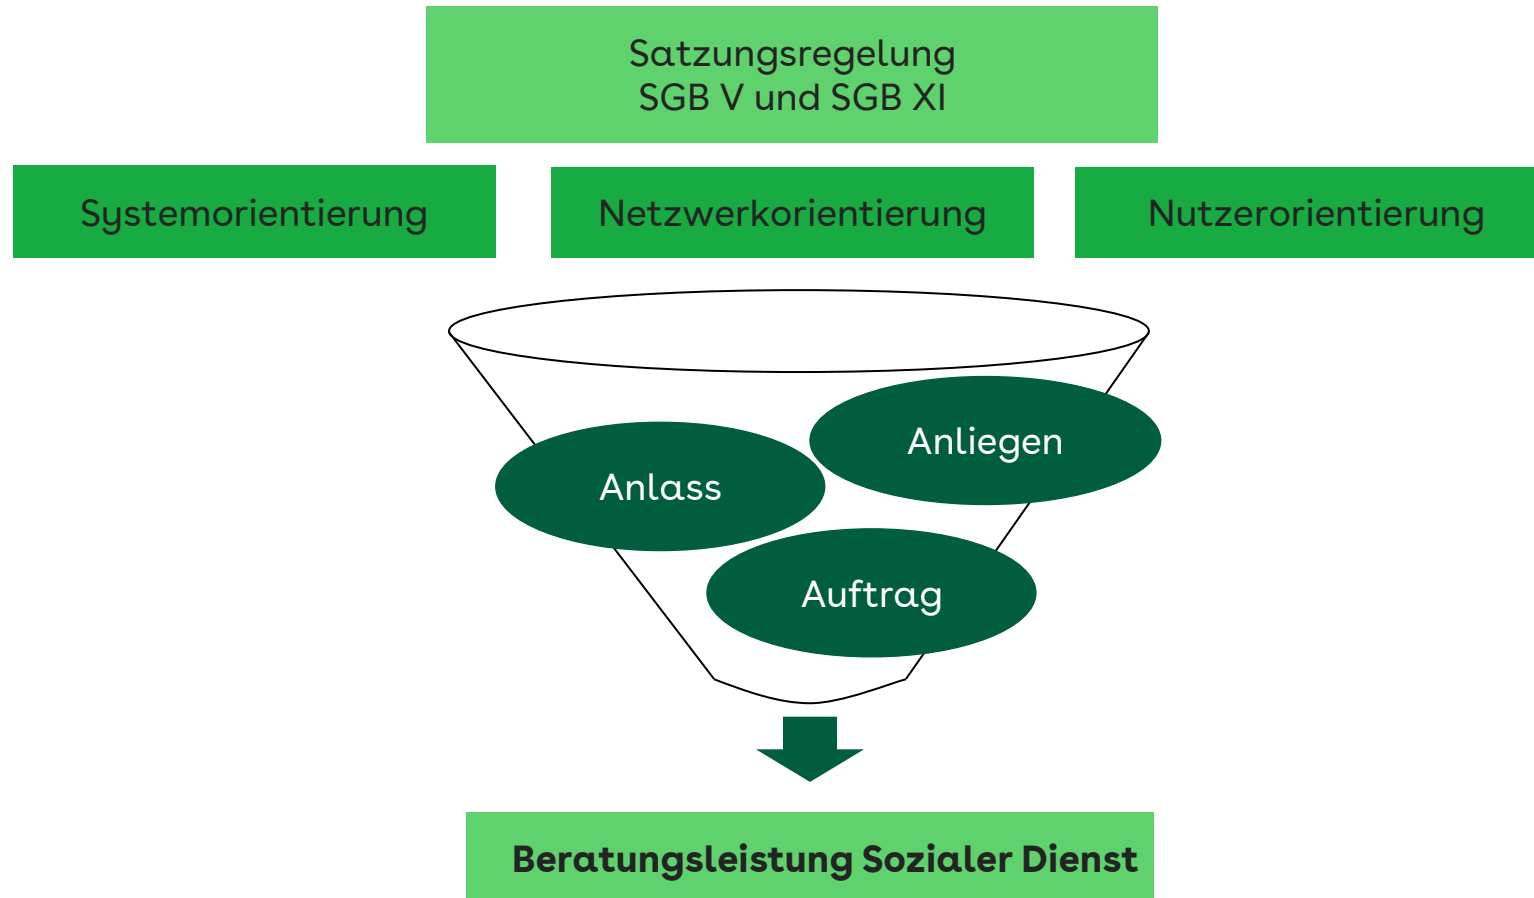 Satzungsregelung
SGB V und SGB XI
Systemorientierung
Netzwerkorientierung
Nutzerorientierung
Anliegen
Anlass
Auftrag
Beratungsleistung Sozialer Dienst